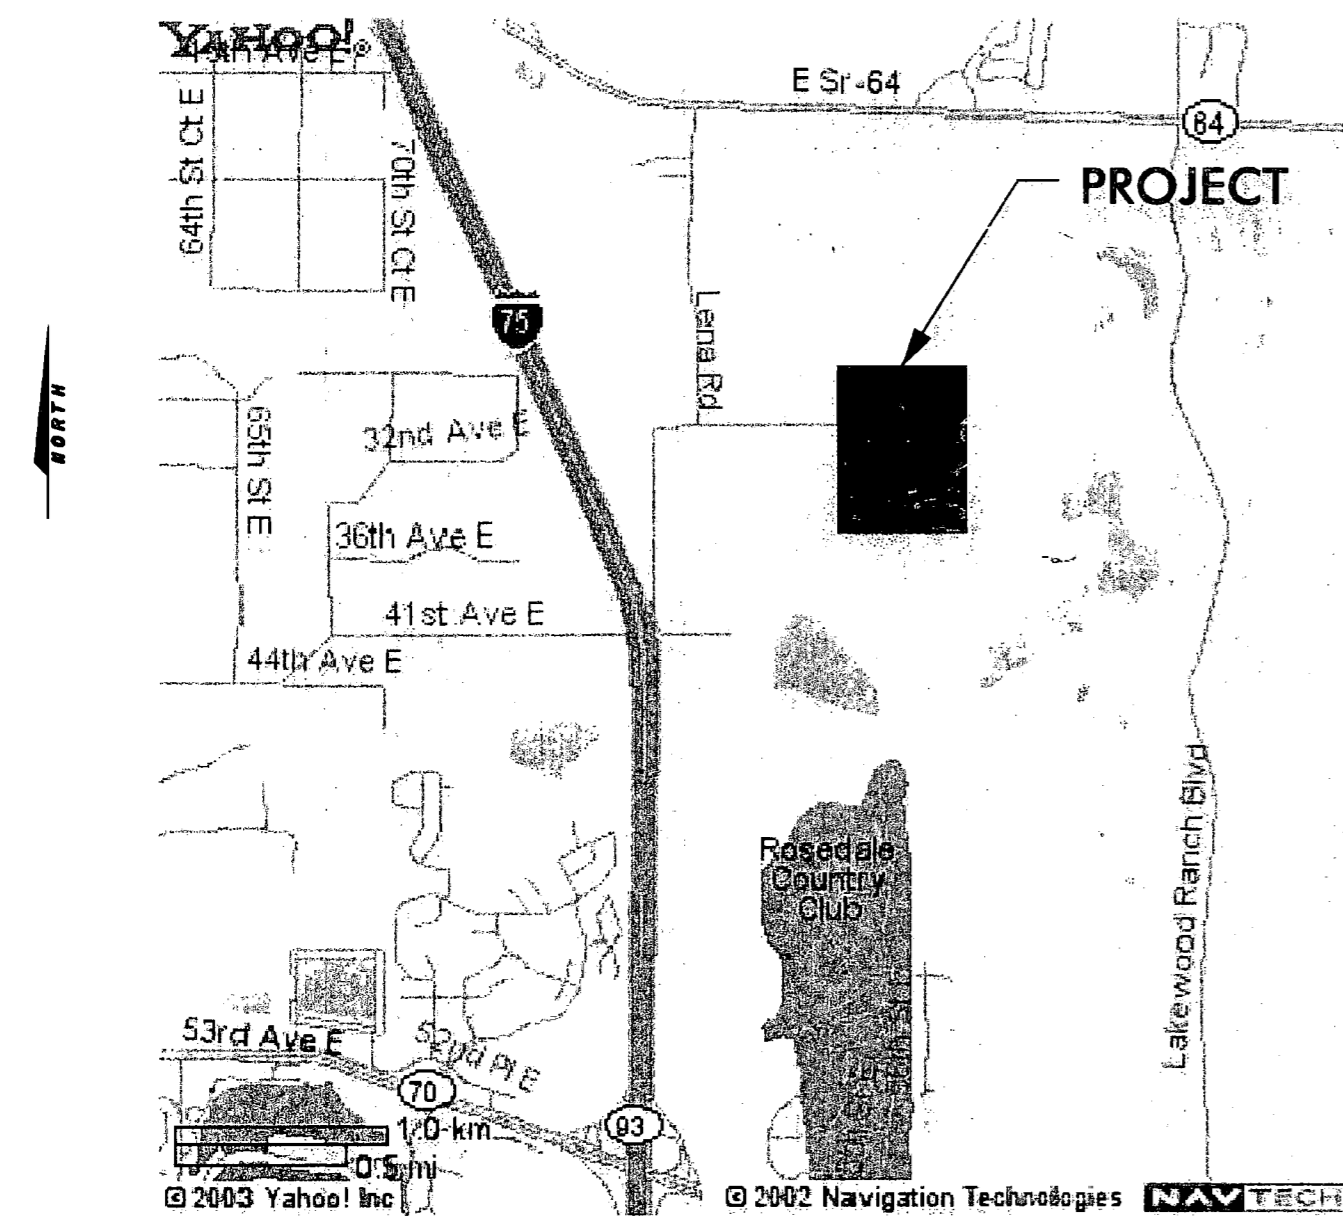 YAHOO!
E Sr-64
64
64th St Ct E
70th St Ct E
PROJECT
75
Lena Rd
NORTH
32nd Ave E
65th St E
36th Ave E
41st Ave E
44th Ave E
Rosedale
Country
Club
Lakewood Ranch Blvd
53rd Ave E
52nd Pl E
70
93
1.0 km
0.5 mi
© 2003 Yahoo! Inc
© 2002 Navigation Technologies
NAVTECH